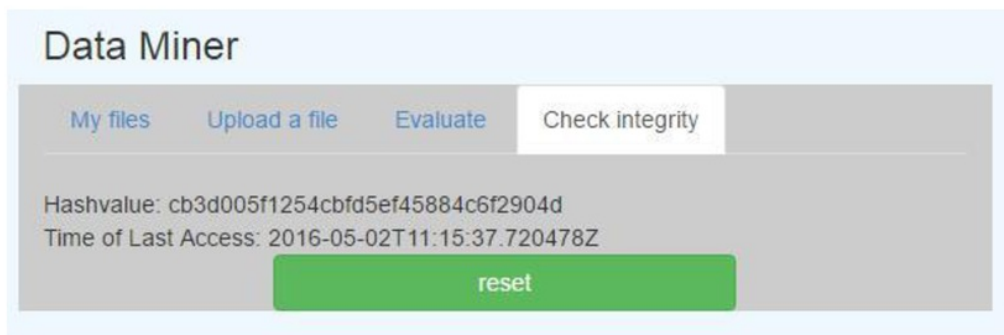 Data Miner
My files Upload a file Evaluate Check integrity
Hashvalue: cb3d005f1254cbfd5ef45884c6f2904d
Time of Last Access: 2016-05-02T11:15:37.720478Z
reset